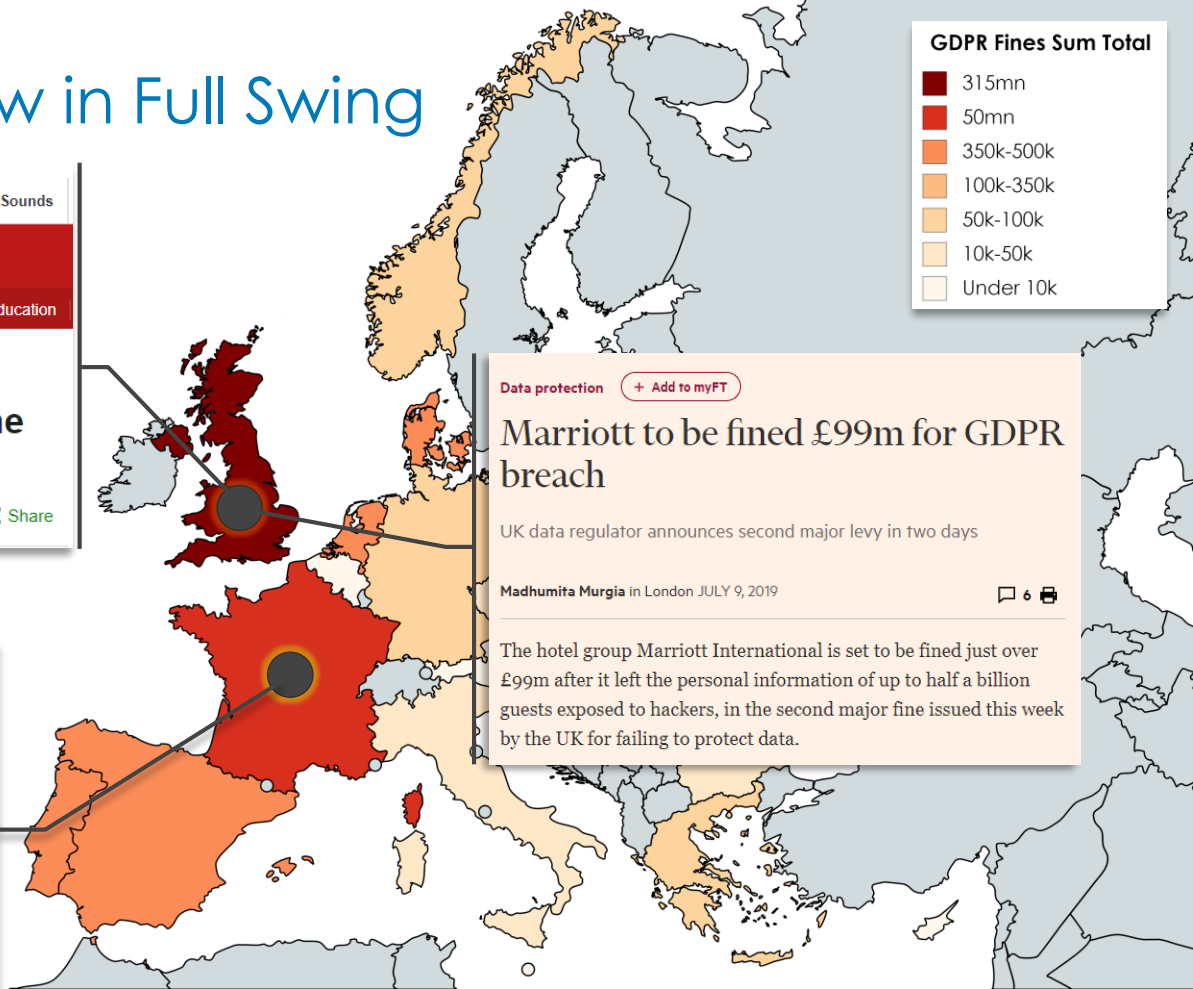 w in Full Swing
Sounds
ducation
e
Share
GDPR Fines Sum Total
315mn
50mn
350k-500k
100k-350k
50k-100k
10k-50k
Under 10k
Data protection + Add to myFT
Marriott to be fined £99m for GDPR
breach
UK data regulator announces second major levy in two days
Madhumita Murgia in London JULY 9, 2019 6
The hotel group Marriott International is set to be fined just over
£99m after it left the personal information of up to half a billion
guests exposed to hackers, in the second major fine issued this week
by the UK for failing to protect data.